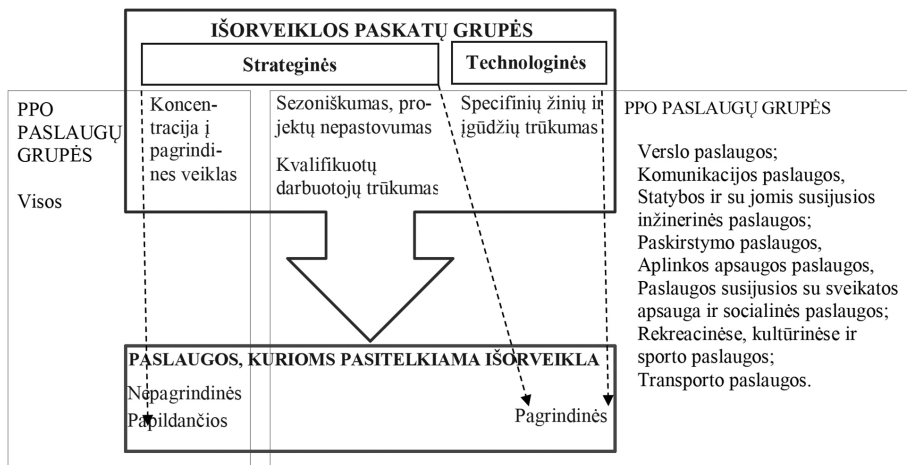 IŠORVEIKLOS PASKATŲ GRUPĖS
Strateginės
Technologinės
PPO
PASLAUGŲ
GRUPĖS
Visos
Koncen-
tracija į
pagrindi-
nes veiklas
Sezoniškumas, pro-
jektų nepastovumas
Kvalifikuotų
darbuotojų trūkumas
Specifinių žinių ir
įgūdžių trūkumas
PPO PASLAUGŲ GRUPĖS
Verslo paslaugos;
Komunikacijos paslaugos,
Statybos ir su jomis susijusios
inžinerinės paslaugos;
Paskirstymo paslaugos,
Aplinkos apsaugos paslaugos,
Paslaugos susijusios su sveikatos
apsauga ir socialinės paslaugos;
Rekreacinėse, kultūrinėse ir
sporto paslaugos;
Transporto paslaugos.
PASLAUGOS, KURIOMS PASITELKIAMA IŠORVEIKLA
Nepagrindinės
Papildančios
Pagrindinės